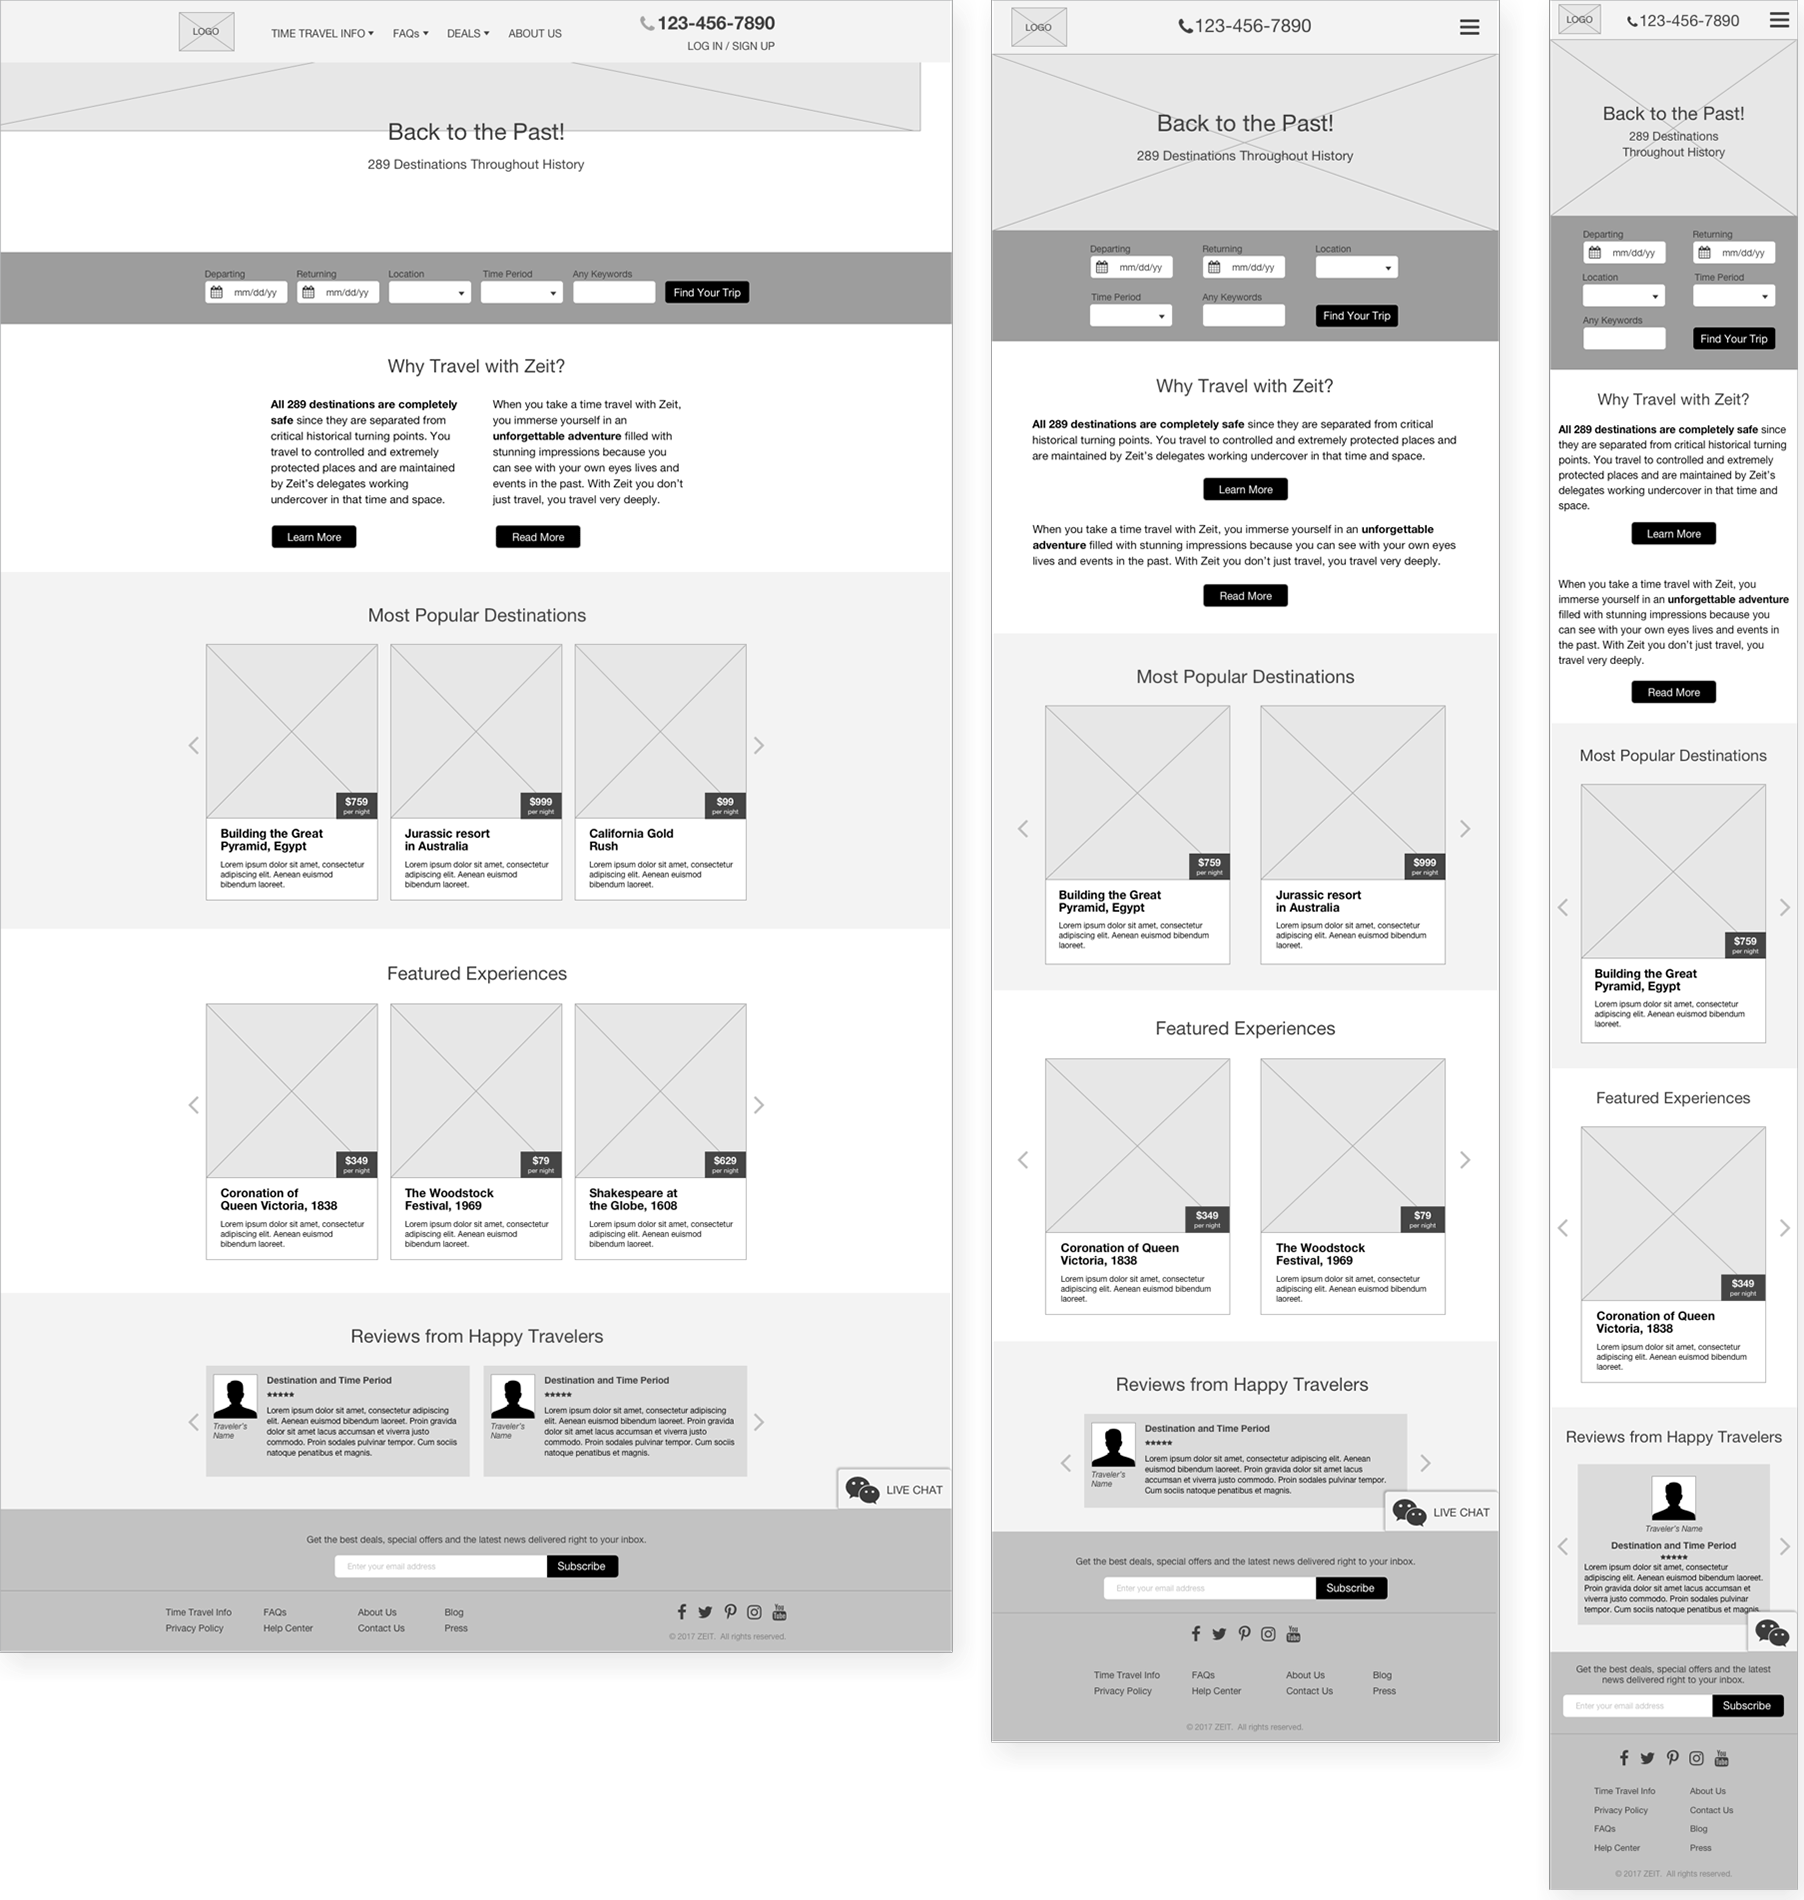 LOGO
TIME TRAVEL INFO
FAQs
DEALS
ABOUT US
123-456-7890
LOG IN / SIGN UP
Back to the Past!
289 Destinations Throughout History
Departing
Returning
Location
Time Period
Any Keywords
mm/dd/yy
mm/dd/yy
Find Your Trip
Why Travel with Zeit?
All 289 destinations are completely
safe since they are separated from
critical historical turning points. You
travel to controlled and extremely
protected places and are maintained
by Zeit's delegates working
undercover in that time and space.
Learn More
When you take a time travel with Zeit,
you immerse yourself in an
unforgettable adventure filled with
stunning impressions because you
can see with your own eyes lives and
events in the past. With Zeit you don't
just travel, you travel very deeply.
Read More
Most Popular Destinations
$759
per night
Building the Great
Pyramid, Egypt
Lorem ipsum dolor sit amet, consectetur
adipiscing elit. Aenean euismod
bibendum laoreet.
$999
per night
Jurassic resort
in Australia
Lorem ipsum dolor sit amet, consectetur
adipiscing elit. Aenean euismod
bibendum laoreet.
$99
per night
California Gold
Rush
Lorem ipsum dolor sit amet, consectetur
adipiscing elit. Aenean euismod
bibendum laoreet.
Featured Experiences
$349
per night
Coronation of
Queen Victoria, 1838
Lorem ipsum dolor sit amet, consectetur
adipiscing elit. Aenean euismod
bibendum laoreet.
$79
per night
The Woodstock
Festival, 1969
Lorem ipsum dolor sit amet, consectetur
adipiscing elit. Aenean euismod
bibendum laoreet.
$629
per night
Shakespeare at
the Globe, 1608
Lorem ipsum dolor sit amet, consectetur
adipiscing elit. Aenean euismod
bibendum laoreet.
Reviews from Happy Travelers
Traveler's
Name
Destination and Time Period
★★★★★
Lorem ipsum dolor sit amet, consectetur adipiscing
elit. Aenean euismod bibendum laoreet. Proin gravida
dolor sit amet lacus accumsan et viverra justo
commodo. Proin sodales pulvinar tempor. Cum sociis
natoque penatibus et magnis.
Traveler's
Name
Destination and Time Period
★★★★★
Lorem ipsum dolor sit amet, consectetur adipiscing
elit. Aenean euismod bibendum laoreet. Proin gravida
dolor sit amet lacus accumsan et viverra justo
commodo. Proin sodales pulvinar tempor. Cum sociis
natoque penatibus et magnis.
LIVE CHAT
Get the best deals, special offers and the latest news delivered right to your inbox.
Enter your email address
Subscribe
Time Travel Info
FAQs
About Us
Blog
Privacy Policy
Help Center
Contact Us
Press
You
Tube
© 2017 ZEIT. All rights reserved.
LOGO
123-456-7890
Back to the Past!
289 Destinations Throughout History
Departing
Returning
Location
mm/dd/yy
mm/dd/yy
Time Period
Any Keywords
Find Your Trip
Why Travel with Zeit?
All 289 destinations are completely safe since they are separated from critical
historical turning points. You travel to controlled and extremely protected places and
are maintained by Zeit's delegates working undercover in that time and space.
Learn More
When you take a time travel with Zeit, you immerse yourself in an unforgettable
adventure filled with stunning impressions because you can see with your own eyes
lives and events in the past. With Zeit you don't just travel, you travel very deeply.
Read More
Most Popular Destinations
$759
per night
Building the Great
Pyramid, Egypt
Lorem ipsum dolor sit amet, consectetur
adipiscing elit. Aenean euismod bibendum
laoreet.
$999
per night
Jurassic resort
in Australia
Lorem ipsum dolor sit amet, consectetur
adipiscing elit. Aenean euismod bibendum
laoreet.
Featured Experiences
$349
per night
Coronation of Queen
Victoria, 1838
Lorem ipsum dolor sit amet, consectetur
adipiscing elit. Aenean euismod bibendum
laoreet.
$79
per night
The Woodstock
Festival, 1969
Lorem ipsum dolor sit amet, consectetur
adipiscing elit. Aenean euismod bibendum
laoreet.
Reviews from Happy Travelers
Traveler's
Name
Destination and Time Period
★★★★★
Lorem ipsum dolor sit amet, consectetur adipiscing elit. Aenean
euismod bibendum laoreet. Proin gravida dolor sit amet lacus
accumsan et viverra justo commodo. Proin sodales pulvinar tempor.
Cum sociis natoque penatibus et magnis.
LIVE CHAT
Get the best deals, special offers and the latest news delivered right to your inbox.
Enter your email address
Subscribe
You
Tube
Time Travel Info
FAQs
About Us
Blog
Privacy Policy
Help Center
Contact Us
Press
© 2017 ZEIT. All rights reserved.
LOGO
123-456-7890
Back to the Past!
289 Destinations
Throughout History
Departing
Returning
mm/dd/yy
mm/dd/yy
Location
Time Period
Any Keywords
Find Your Trip
Why Travel with Zeit?
All 289 destinations are completely safe since
they are separated from critical historical turning
points. You travel to controlled and extremely
protected places and are maintained by Zeit's
delegates working undercover in that time and
space.
Learn More
When you take a time travel with Zeit, you
immerse yourself in an unforgettable adventure
filled with stunning impressions because you
can see with your own eyes lives and events in
the past. With Zeit you don't just travel, you
travel very deeply.
Read More
Most Popular Destinations
$759
per night
Building the Great
Pyramid, Egypt
Lorem ipsum dolor sit amet, consectetur
adipiscing elit. Aenean euismod bibendum
laoreet.
Featured Experiences
$349
per night
Coronation of Queen
Victoria, 1838
Lorem ipsum dolor sit amet, consectetur
adipiscing elit. Aenean euismod bibendum
laoreet.
Reviews from Happy Travelers
Traveler's Name
Destination and Time Period
★★★★★
Lorem ipsum dolor sit amet, consectetur
adipiscing elit. Aenean euismod bibendum laoreet.
Proin gravida dolor sit amet lacus accumsan et
viverra justo commodo. Proin sodales pulvinar
tempor. Cum sociis natoque penatibus et magnis.
Get the best deals, special offers and the latest
news delivered right to your inbox.
Enter your email address
Subscribe
You
Tube
Time Travel Info
About Us
Privacy Policy
Contact Us
FAQs
Blog
Help Center
Press
© 2017 ZEIT. All rights reserved.